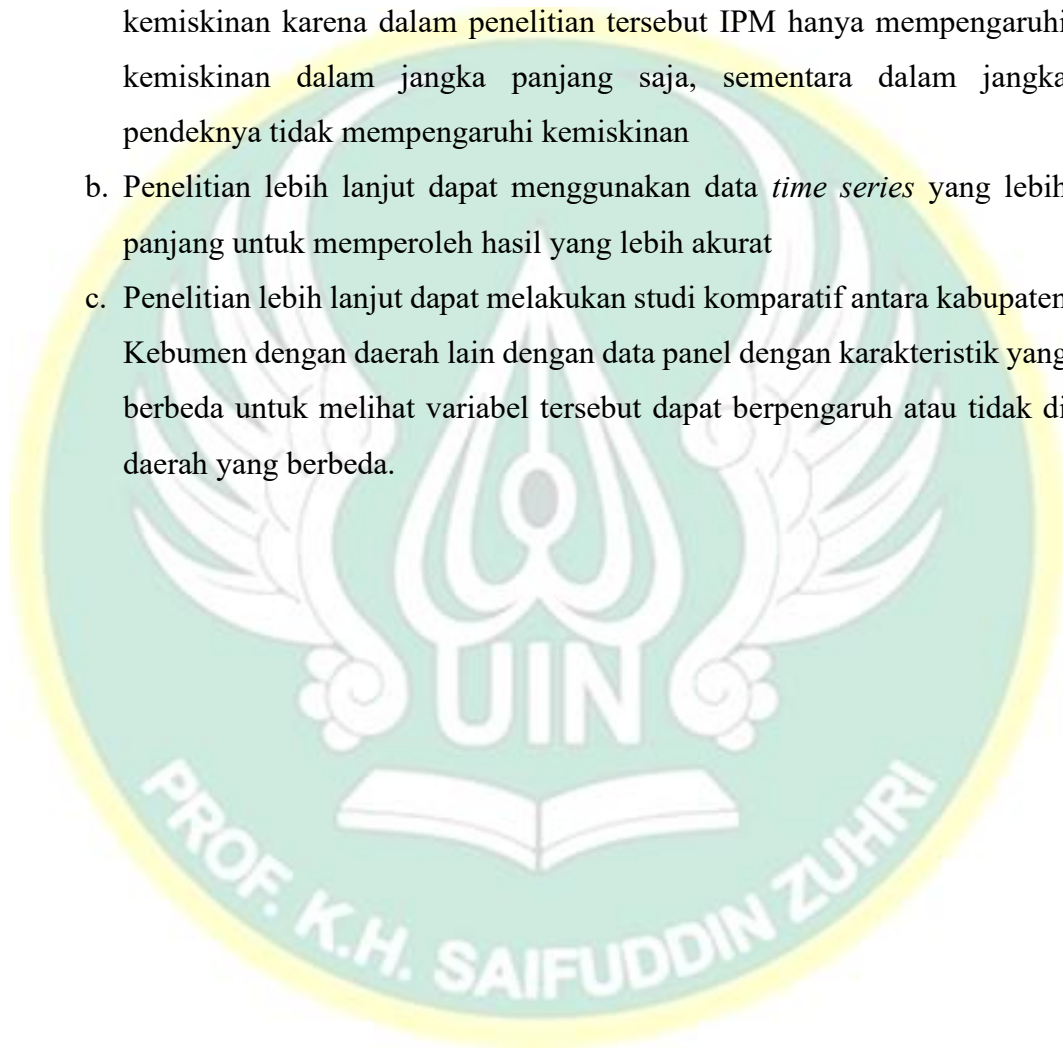 kemiskinan karena dalam penelitian tersebut IPM hanya mempengaruhi
kemiskinan dalam jangka panjang saja, sementara dalam jangka
pendeknya tidak mempengaruhi kemiskinan
b. Penelitian lebih lanjut dapat menggunakan data time series yang lebih
panjang untuk memperoleh hasil yang lebih akurat
c. Penelitian lebih lanjut dapat melakukan studi komparatif antara kabupaten
Kebumen dengan daerah lain dengan data panel dengan karakteristik yang
berbeda untuk melihat variabel tersebut dapat berpengaruh atau tidak di
daerah yang berbeda.
UIN
PROF. K.H. SAIFUDDIN ZUHRI